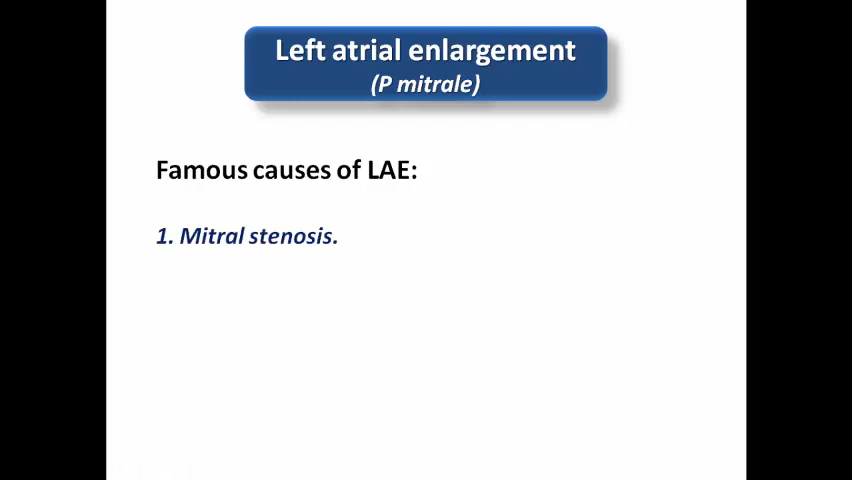 Left atrial enlargement
(P mitrale)
Famous causes of LAE:
1. Mitral stenosis.